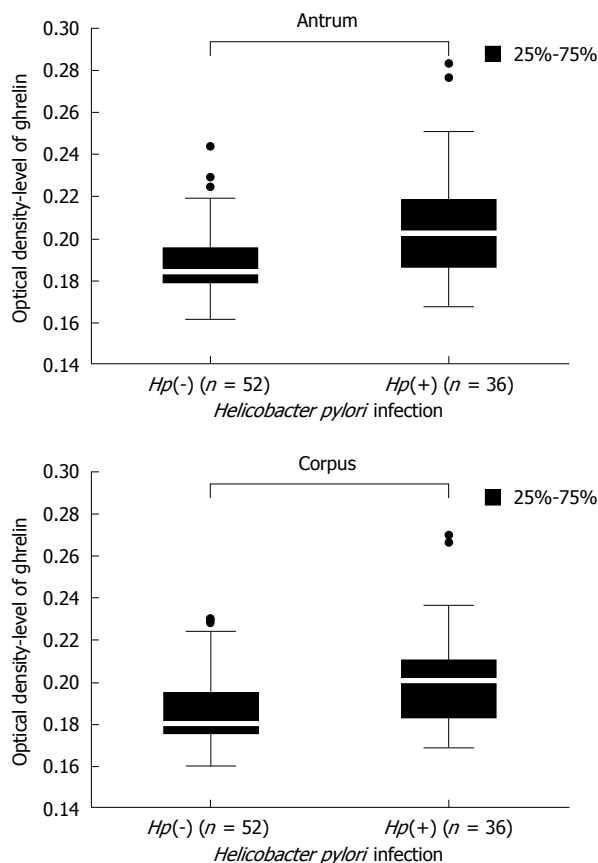 Antrum
25%-75%
Optical density-level of ghrelin
0.30
0.28
0.26
0.24
0.22
0.20
0.18
0.16
0.14
Hp(-) (n = 52)
Hp(+) (n = 36)
Helicobacter pylori infection
Corpus
25%-75%
Optical density-level of ghrelin
0.30
0.28
0.26
0.24
0.22
0.20
0.18
0.16
0.14
Hp(-) (n = 52)
Hp(+) (n = 36)
Helicobacter pylori infection